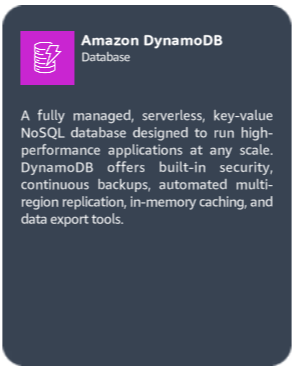 Amazon DynamoDB
Database
A fully managed, serverless, key-value
NoSQL database designed to run high-
performance applications at any scale.
DynamoDB offers built-in security,
continuous backups, automated multi-
region replication, in-memory caching, and
data export tools.